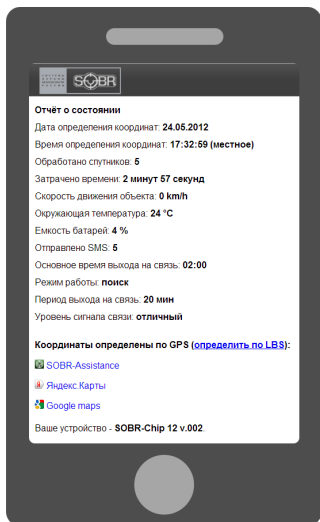 SOBR
Отчёт о состоянии
Дата определения координат: 24.05.2012
Время определения координат: 17:32:59 (местное)
Обработано спутников: 5
Затрачено времени: 2 минут 57 секунд
Скорость движения объекта: 0 km/h
Окружающая температура: 24 °C
Емкость батарей: 4 %
Отправлено SMS: 5
Основное время выхода на связь: 02:00
Режим работы: поиск
Период выхода на связь: 20 мин
Уровень сигнала связи: отличный
Координаты определены по GPS (определить по LBS):
SOBR-Assistance
Яндекс.Карты
Google maps
Ваше устройство - SOBR-Chip 12 v.002.